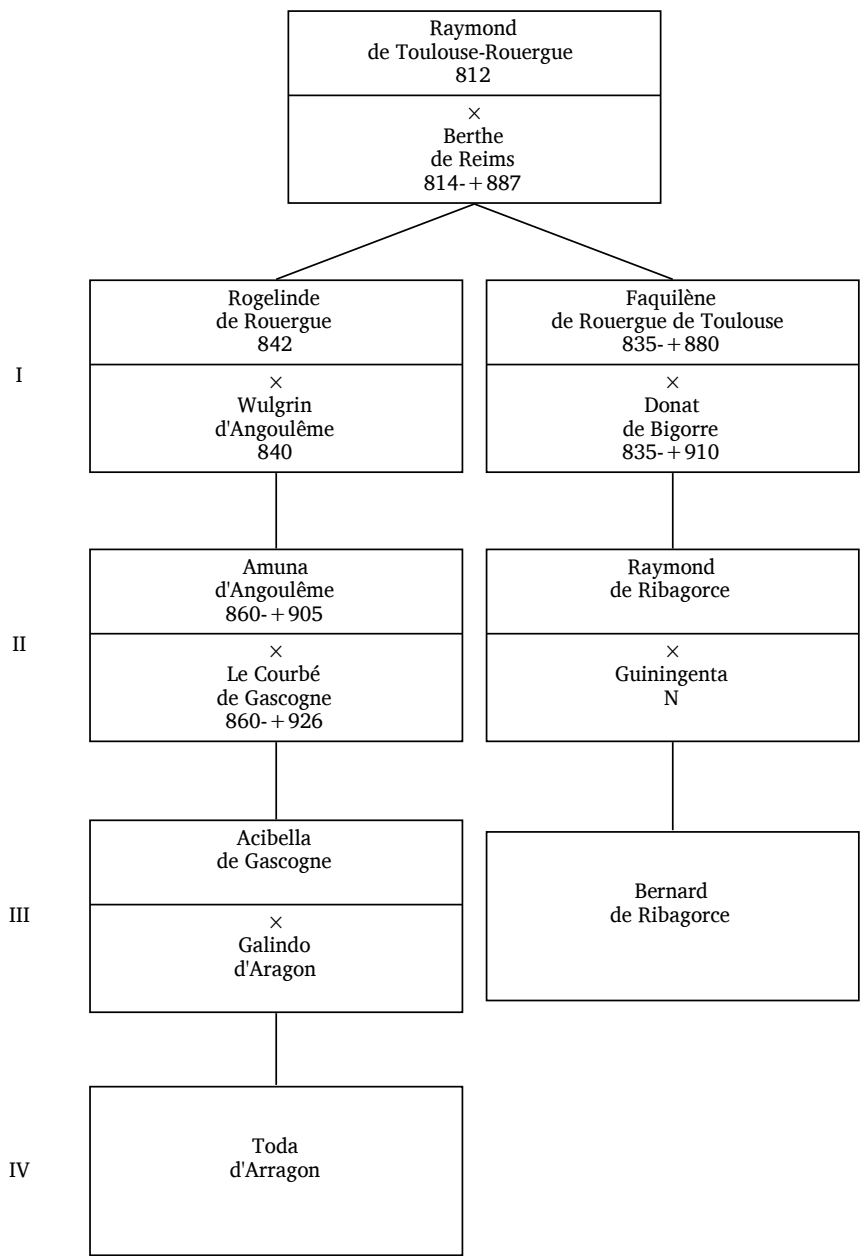 Raymond
de Toulouse-Rouergue
812
×
Berthe
de Reims
814-+887
I
Rogelinde
de Rouergue
842
×
Wulgrin
d'Angoulême
840
Faquilène
de Rouergue de Toulouse
835-+880
×
Donat
de Bigorre
835-+910
II
Amuna
d'Angoulême
860-+905
×
Le Courbé
de Gascogne
860-+926
Raymond
de Ribagorce
×
Guiningenta
N
III
Acibella
de Gascogne
×
Galindo
d'Aragon
Bernard
de Ribagorce
IV
Toda
d'Arragon